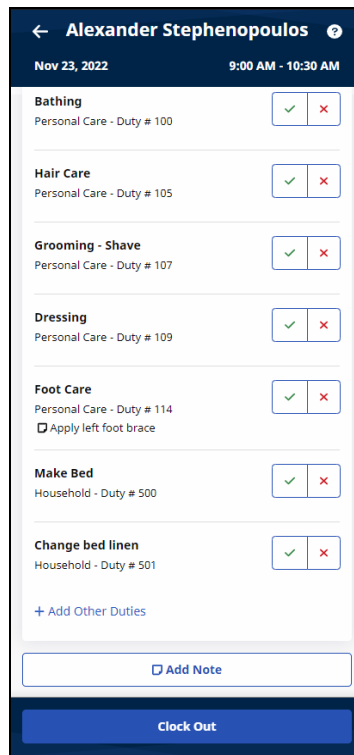 Alexander Stephenopoulos
Nov 23, 2022 9:00 AM - 10:30 AM
Bathing
Personal Care - Duty # 100
Hair Care
Personal Care - Duty # 105
Grooming - Shave
Personal Care - Duty # 107
Dressing
Personal Care - Duty # 109
Foot Care
Personal Care - Duty # 114
Apply left foot brace
Make Bed
Household - Duty # 500
Change bed linen
Household - Duty # 501
+ Add Other Duties
Add Note
Clock Out